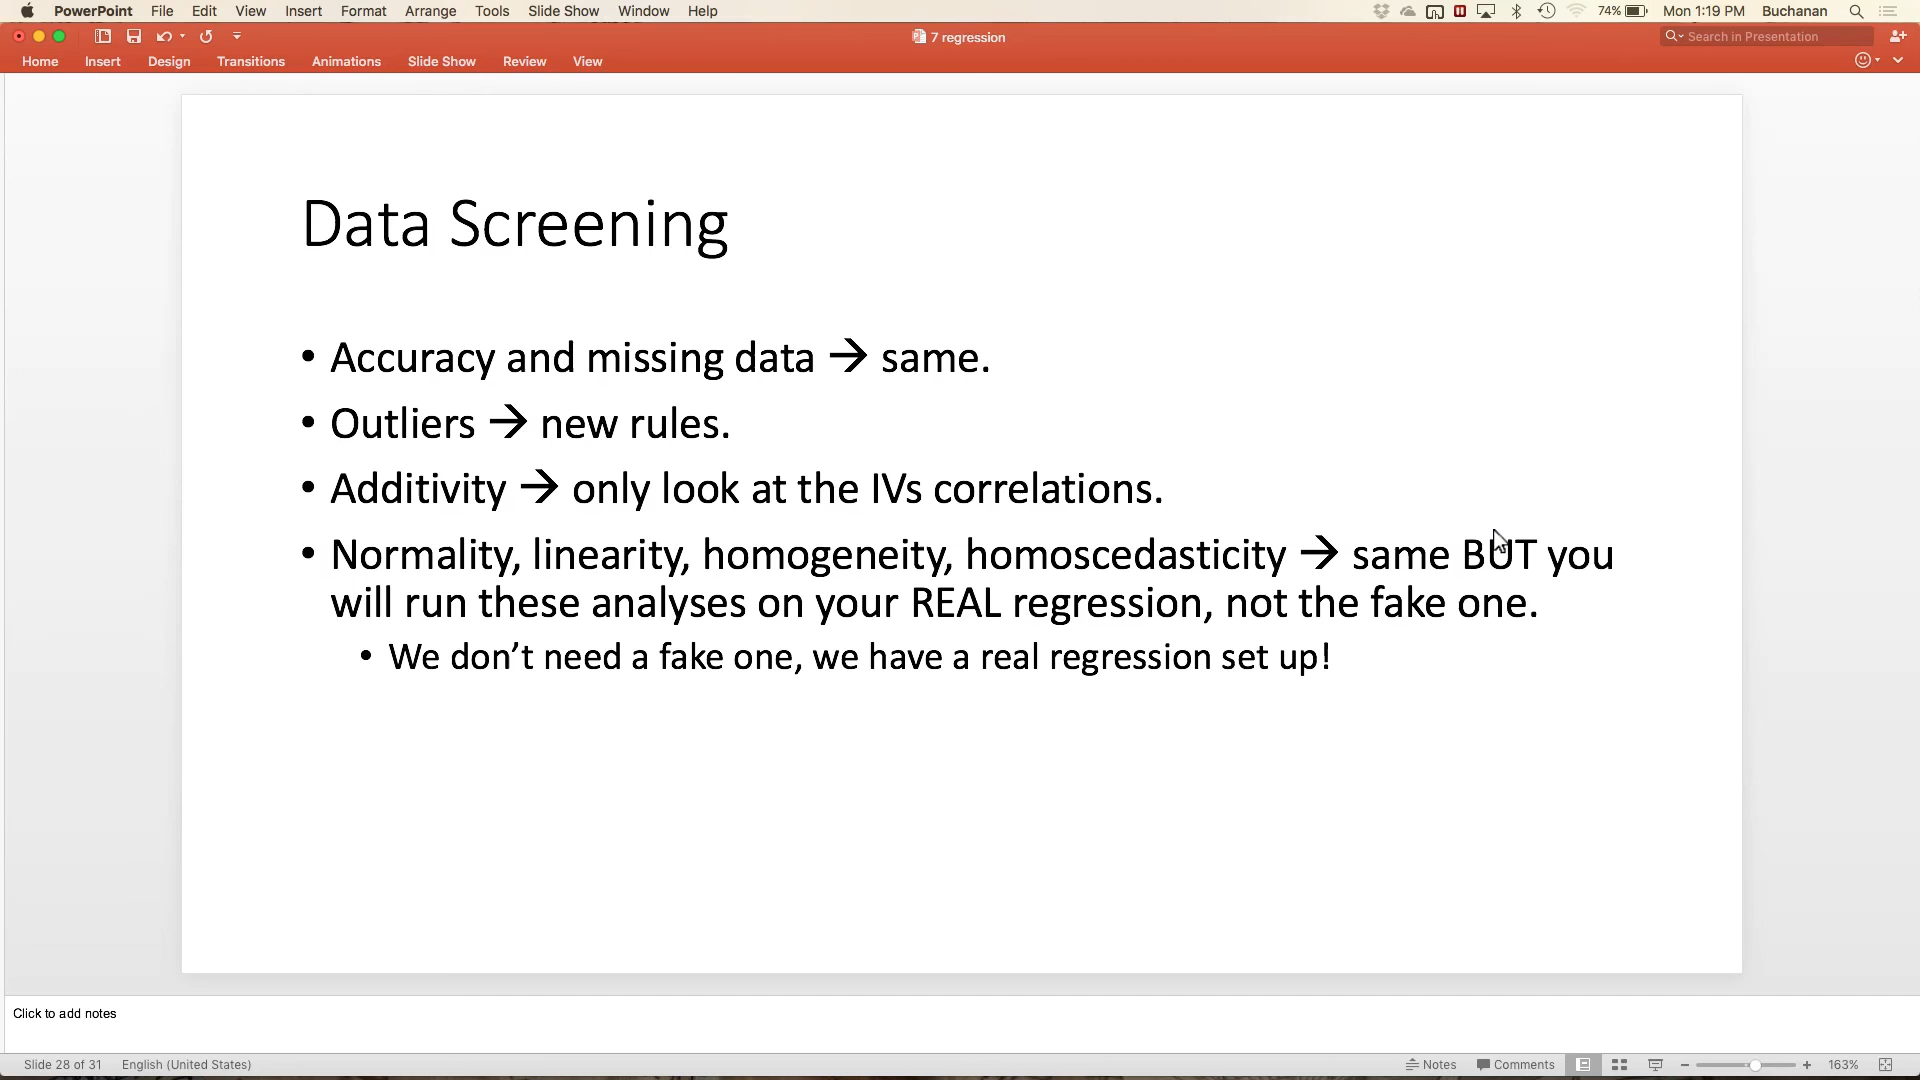 PowerPoint File Edit View Insert Format Arrange Tools Slide Show Window Help 74% Mon 1:19 PM Buchanan
7 regression
Search in Presentation
Home Insert Design Transitions Animations Slide Show Review View
Data Screening
• Accuracy and missing data → same.
• Outliers → new rules.
• Additivity → only look at the IVs correlations.
• Normality, linearity, homogeneity, homoscedasticity → same BUT you
will run these analyses on your REAL regression, not the fake one.
• We don’t need a fake one, we have a real regression set up!
Click to add notes
Slide 28 of 31 English (United States) Notes Comments 163%